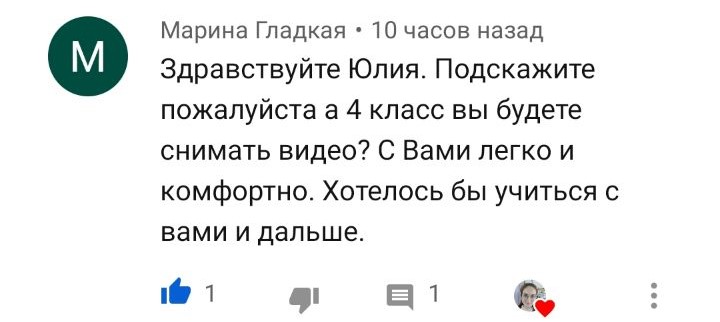 М
Марина Гладкая • 10 часов назад
Здравствуйте Юлия. Подскажите
пожалуйста а 4 класс вы будете
снимать видео? С Вами легко и
комфортно. Хотелось бы учиться с
вами и дальше.
1 1